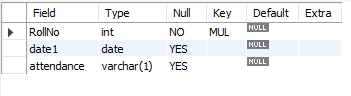 Field Type Null Key Default Extra
RollNo int NO MUL NULL
date1 date YES NULL
attendance varchar(1) YES NULL